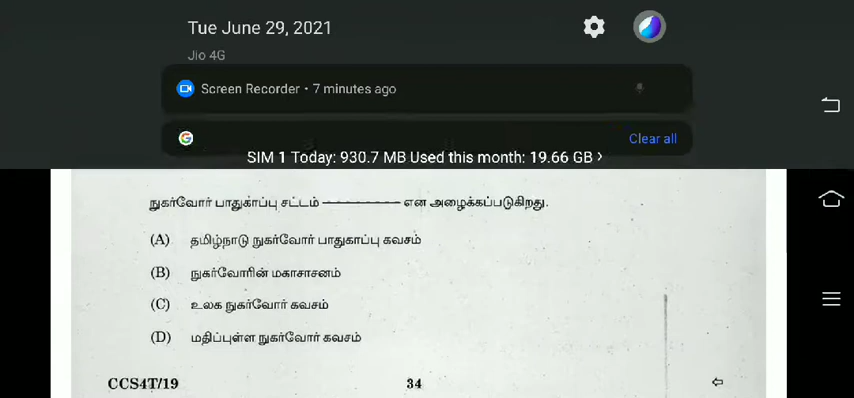 Tue June 29, 2021
Jio 4G
Screen Recorder • 7 minutes ago
Clear all
SIM 1 Today: 930.7 MB Used this month: 19.66 GB >
நுகர்வோர் பாதுகாப்பு சட்டம் ———— என அழைக்கப்படுகிறது.
(A) தமிழ்நாடு நுகர்வோர் பாதுகாப்பு கவசம்
(B) நுகர்வோரின் மகாசாசனம்
(C) உலக நுகர்வோர் கவசம்
(D) மதிப்புள்ள நுகர்வோர் கவசம்
CCS4T/19 34 ⇦